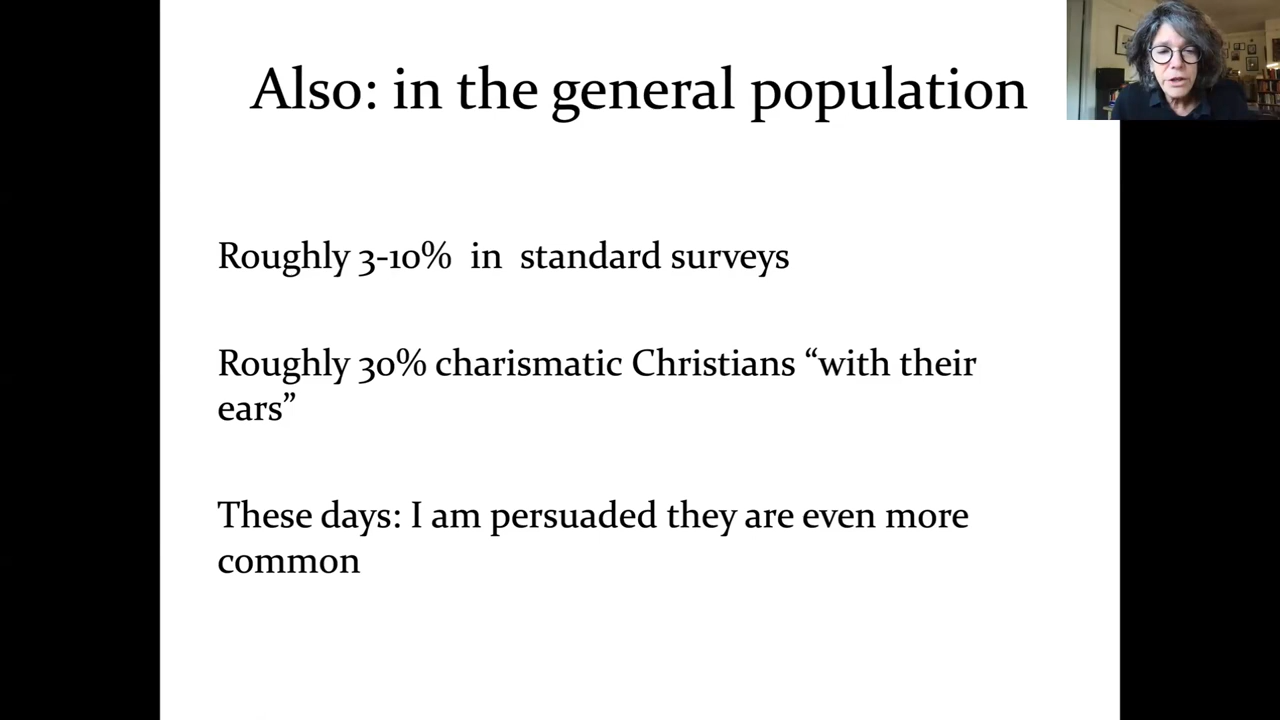 Also: in the general population
Roughly 3-10% in standard surveys
Roughly 30% charismatic Christians “with their
ears”
These days: I am persuaded they are even more
common